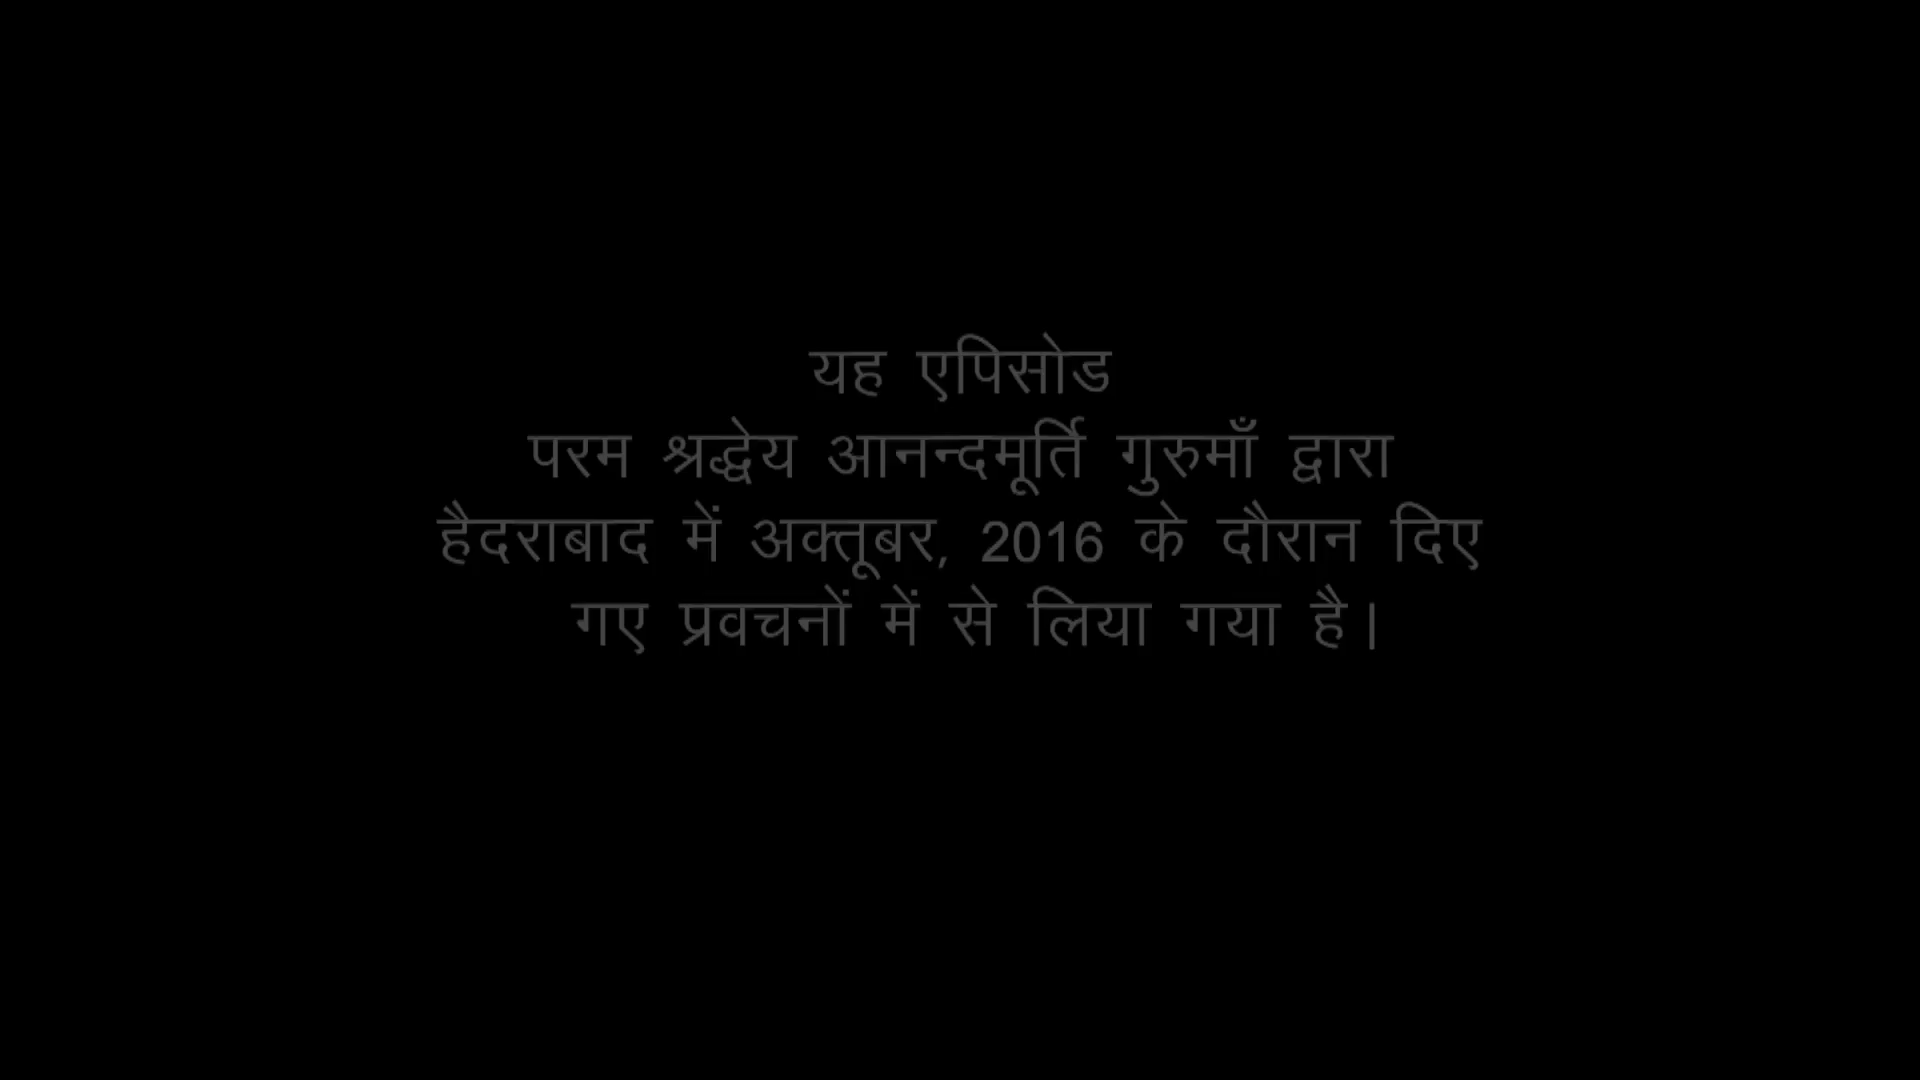 यह एपिसोड
परम श्रद्धेय आनन्दमूर्ति गुरुमाँ द्वारा
हैदराबाद में अक्तूबर, 2016 के दौरान दिए
गए प्रवचनों में से लिया गया है।